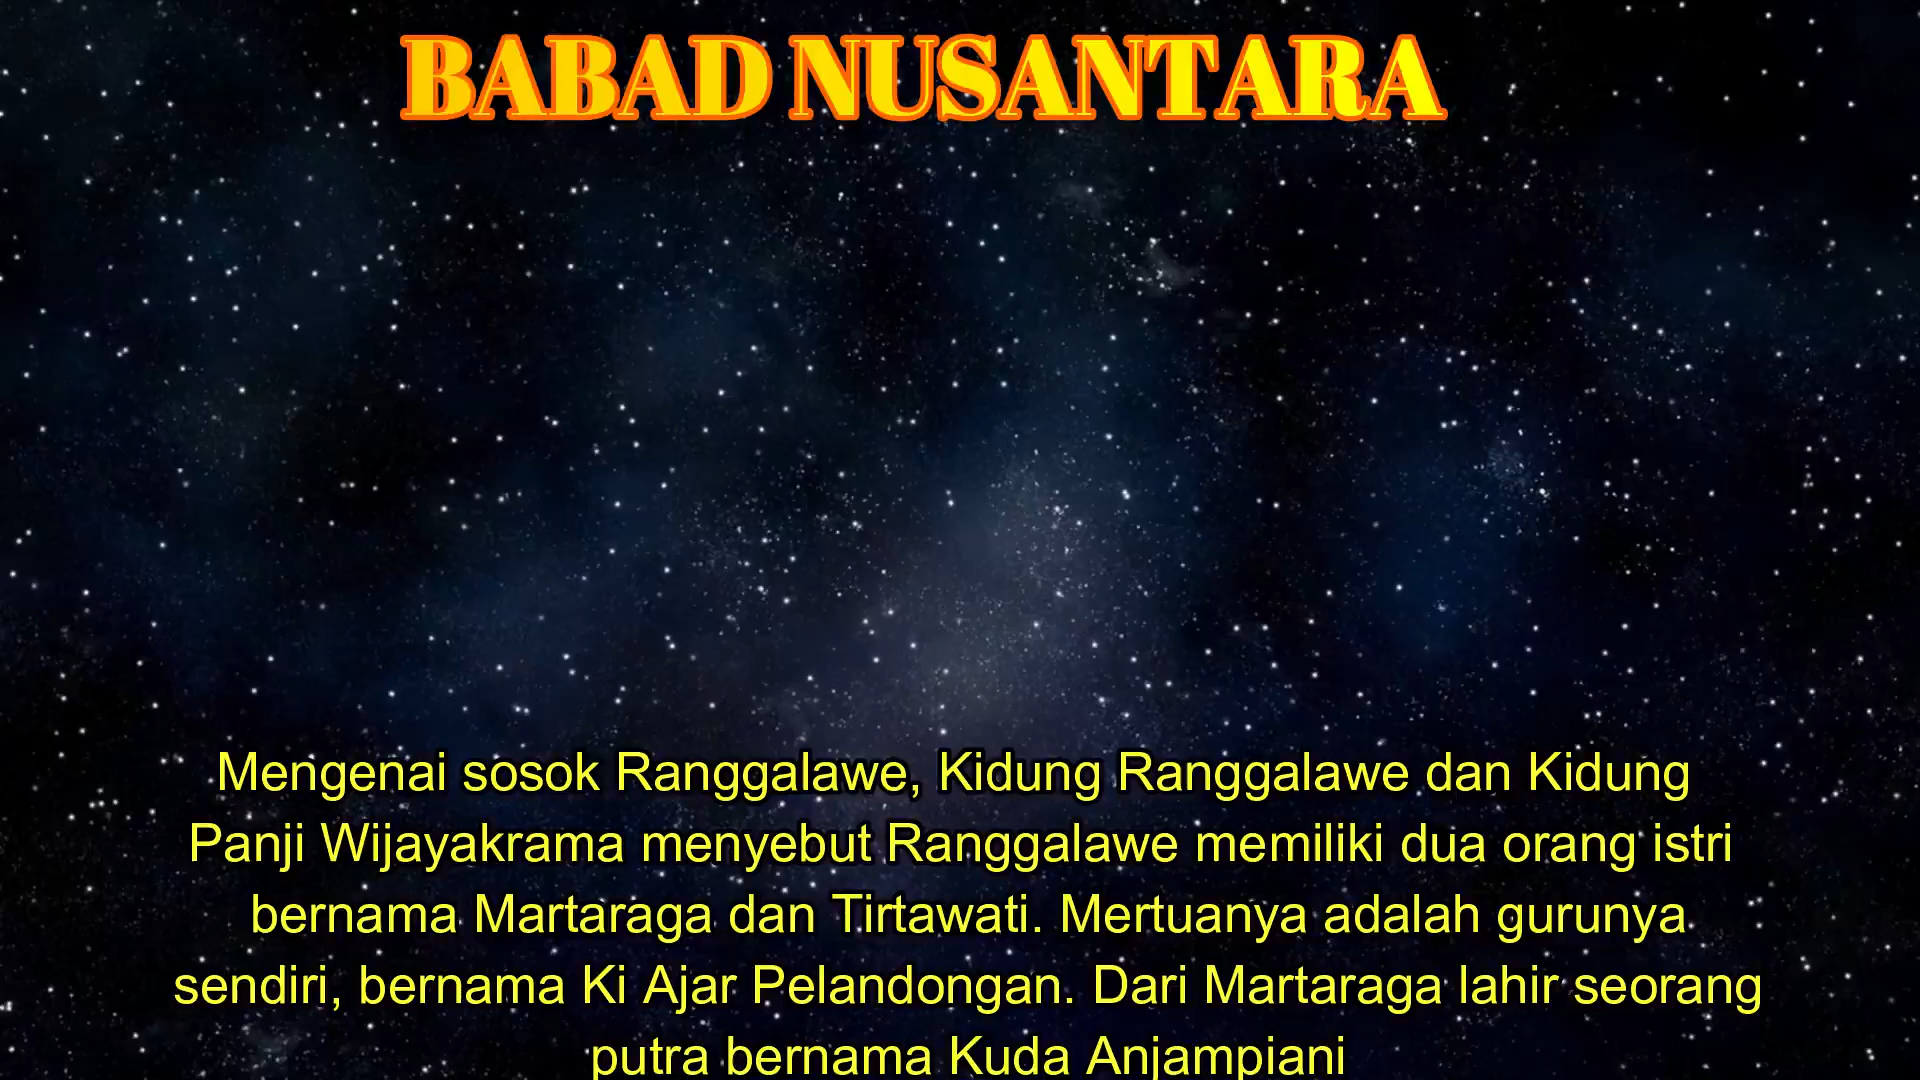 BABAD NUSANTARA
Mengenai sosok Ranggalawe, Kidung Ranggalawe dan Kidung
Panji Wijayakrama menyebut Ranggalawe memiliki dua orang istri
bernama Martaraga dan Tirtawati. Mertuanya adalah gurunya
sendiri, bernama Ki Ajar Pelandongan. Dari Martaraga lahir seorang
putra bernama Kuda Anjampiani